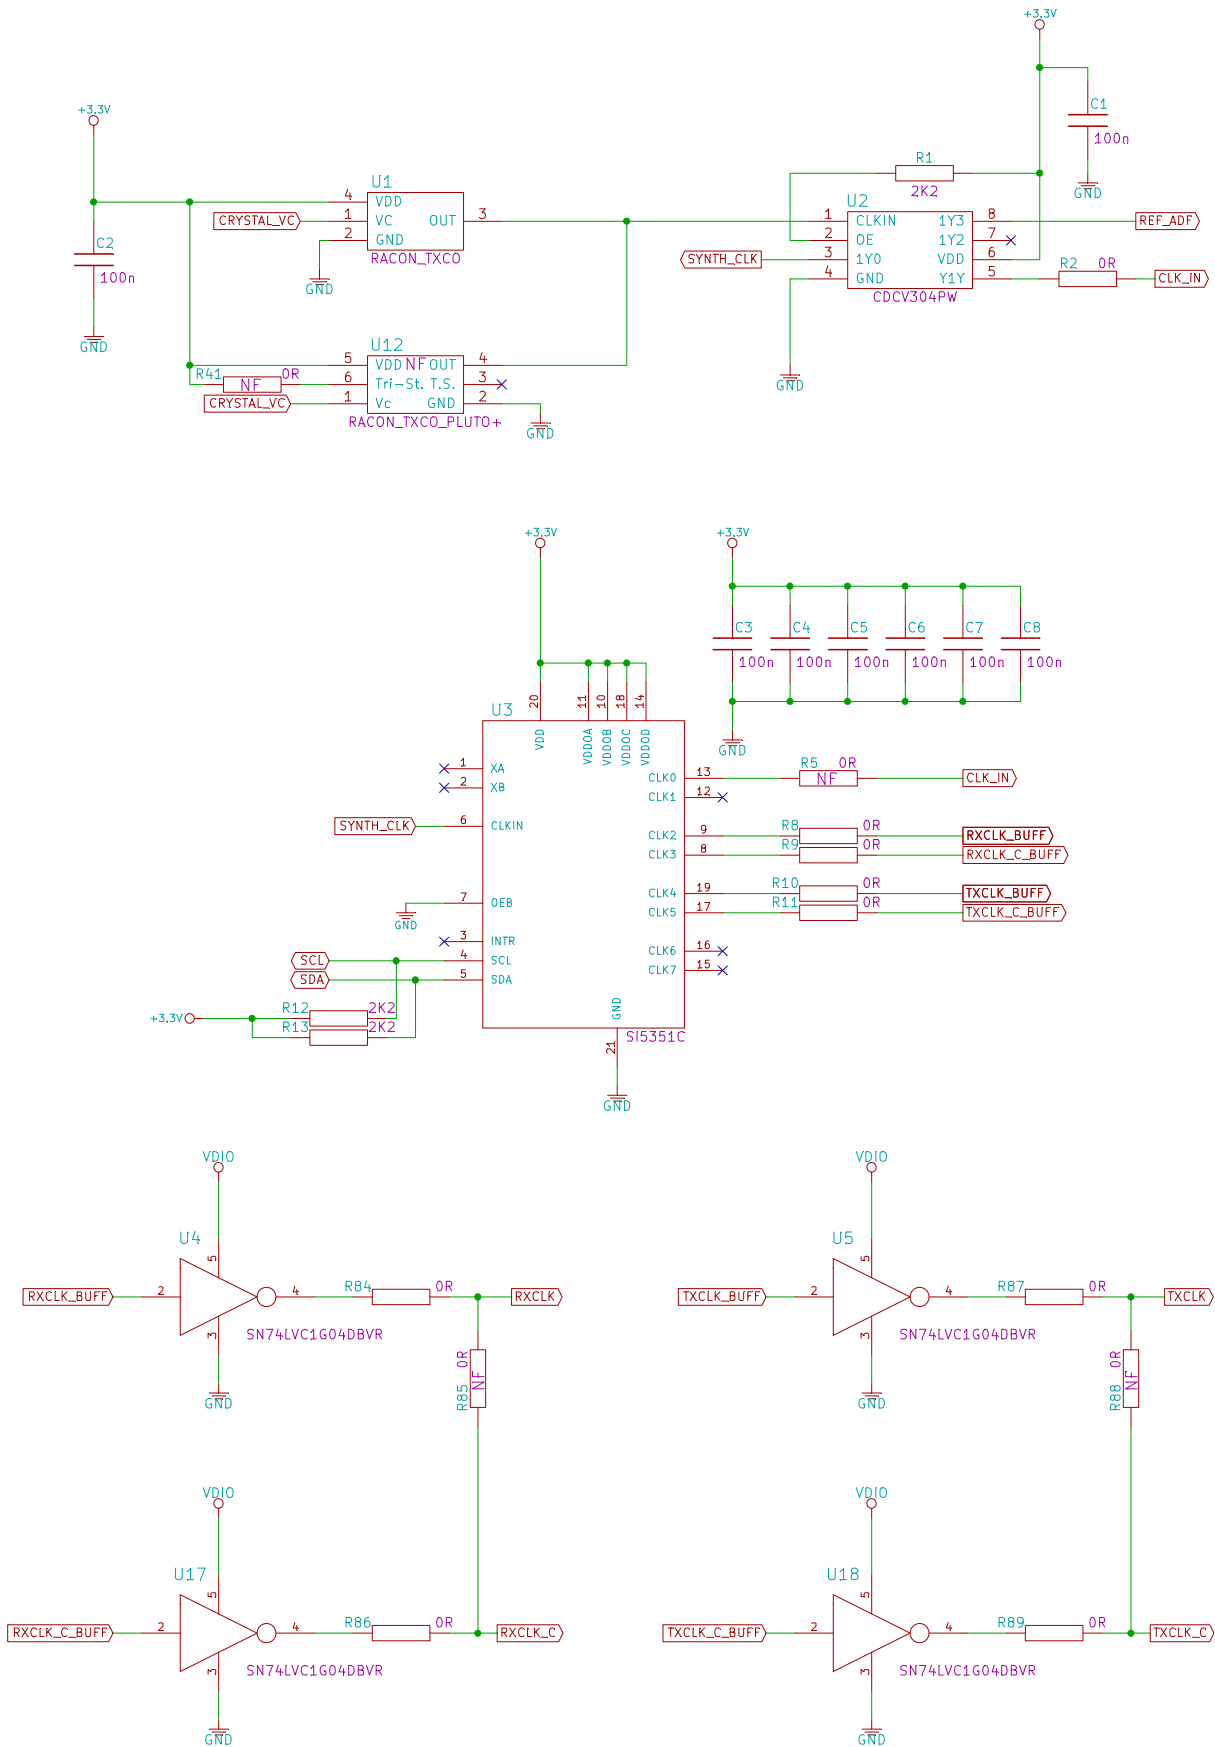 +3.3V
C1
100n
GND
+3.3V
C2
100n
GND
U1
4 VDD
CRYSTAL_VC 1 VC OUT 3
2 GND
RACON_TXCO
GND
U12
5 VDD NF OUT 4
R41 NF 0R 6 Tri-St. T.S. 3
CRYSTAL_VC 1 Vc GND 2
RACON_TXCO_PLUTO+
GND
R1
2K2
U2
1 CLKIN 1Y3 8 REF_ADF
2 OE 1Y2 7
SYNTH_CLK 3 1Y0 VDD 6
4 GND Y1Y 5 R2 0R CLK_IN
CDCV304PW
GND
+3.3V
+3.3V
C3 C4 C5 C6 C7 C8
100n 100n 100n 100n 100n 100n
GND
U3
20 11 10 18 14
VDD VDDOA VDDOB VDDOC VDDOD
1 XA
2 XB
SYNTH_CLK 6 CLKIN
7 OEB
GND
3 INTR
SCL 4 SCL
SDA 5 SDA
R12 2K2
+3.3V
R13 2K2
CLK0 13 R5 0R NF CLK_IN
CLK1 12
CLK2 9 R8 0R RXCLK_BUFF
CLK3 8 R9 0R RXCLK_C_BUFF
CLK4 19 R10 0R TXCLK_BUFF
CLK5 17 R11 0R TXCLK_C_BUFF
CLK6 16
CLK7 15
GND
21
SI5351C
GND
VDIO
U4
5
RXCLK_BUFF 2 4 R84 0R RXCLK
3
SN74LVC1G04DBVR
GND
R85 NF 0R
VDIO
U5
5
TXCLK_BUFF 2 4 R87 0R TXCLK
3
SN74LVC1G04DBVR
GND
R88 NF 0R
VDIO
U17
5
RXCLK_C_BUFF 2 4 R86 0R RXCLK_C
3
SN74LVC1G04DBVR
GND
VDIO
U18
5
TXCLK_C_BUFF 2 4 R89 0R TXCLK_C
3
SN74LVC1G04DBVR
GND